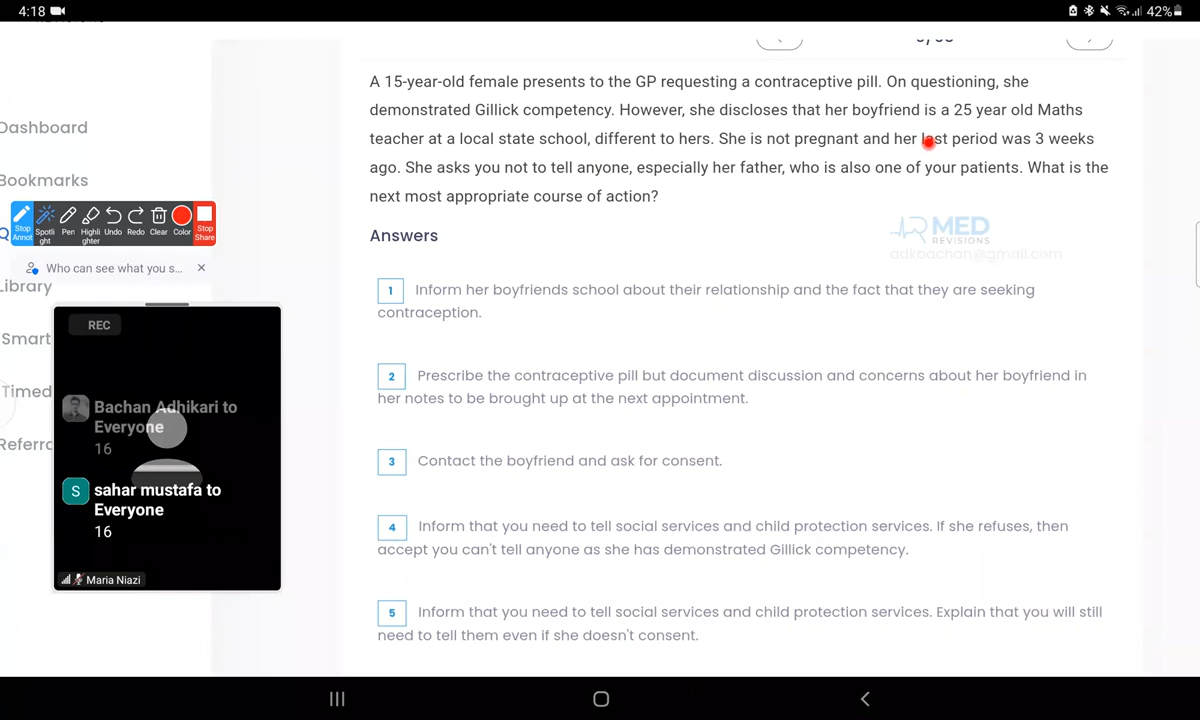 4:18
42%
A 15-year-old female presents to the GP requesting a contraceptive pill. On questioning, she
demonstrated Gillick competency. However, she discloses that her boyfriend is a 25 year old Maths
teacher at a local state school, different to hers. She is not pregnant and her last period was 3 weeks
ago. She asks you not to tell anyone, especially her father, who is also one of your patients. What is the
next most appropriate course of action?
Answers
MED
REVISIONS
adkbachan@gmail.com
1 Inform her boyfriends school about their relationship and the fact that they are seeking
contraception.
2 Prescribe the contraceptive pill but document discussion and concerns about her boyfriend in
her notes to be brought up at the next appointment.
3 Contact the boyfriend and ask for consent.
4 Inform that you need to tell social services and child protection services. If she refuses, then
accept you can't tell anyone as she has demonstrated Gillick competency.
5 Inform that you need to tell social services and child protection services. Explain that you will still
need to tell them even if she doesn't consent.
Dashboard
Bookmarks
Q
Library
Smart
Timed
Referra
Stop
Annot
Spotli
ght
Pen
Highli
ghter
Undo
Redo
Clear
Color
Stop
Share
Who can see what you s...
REC
Bachan Adhikari to
Everyone
16
S
sahar mustafa to
Everyone
16
Maria Niazi